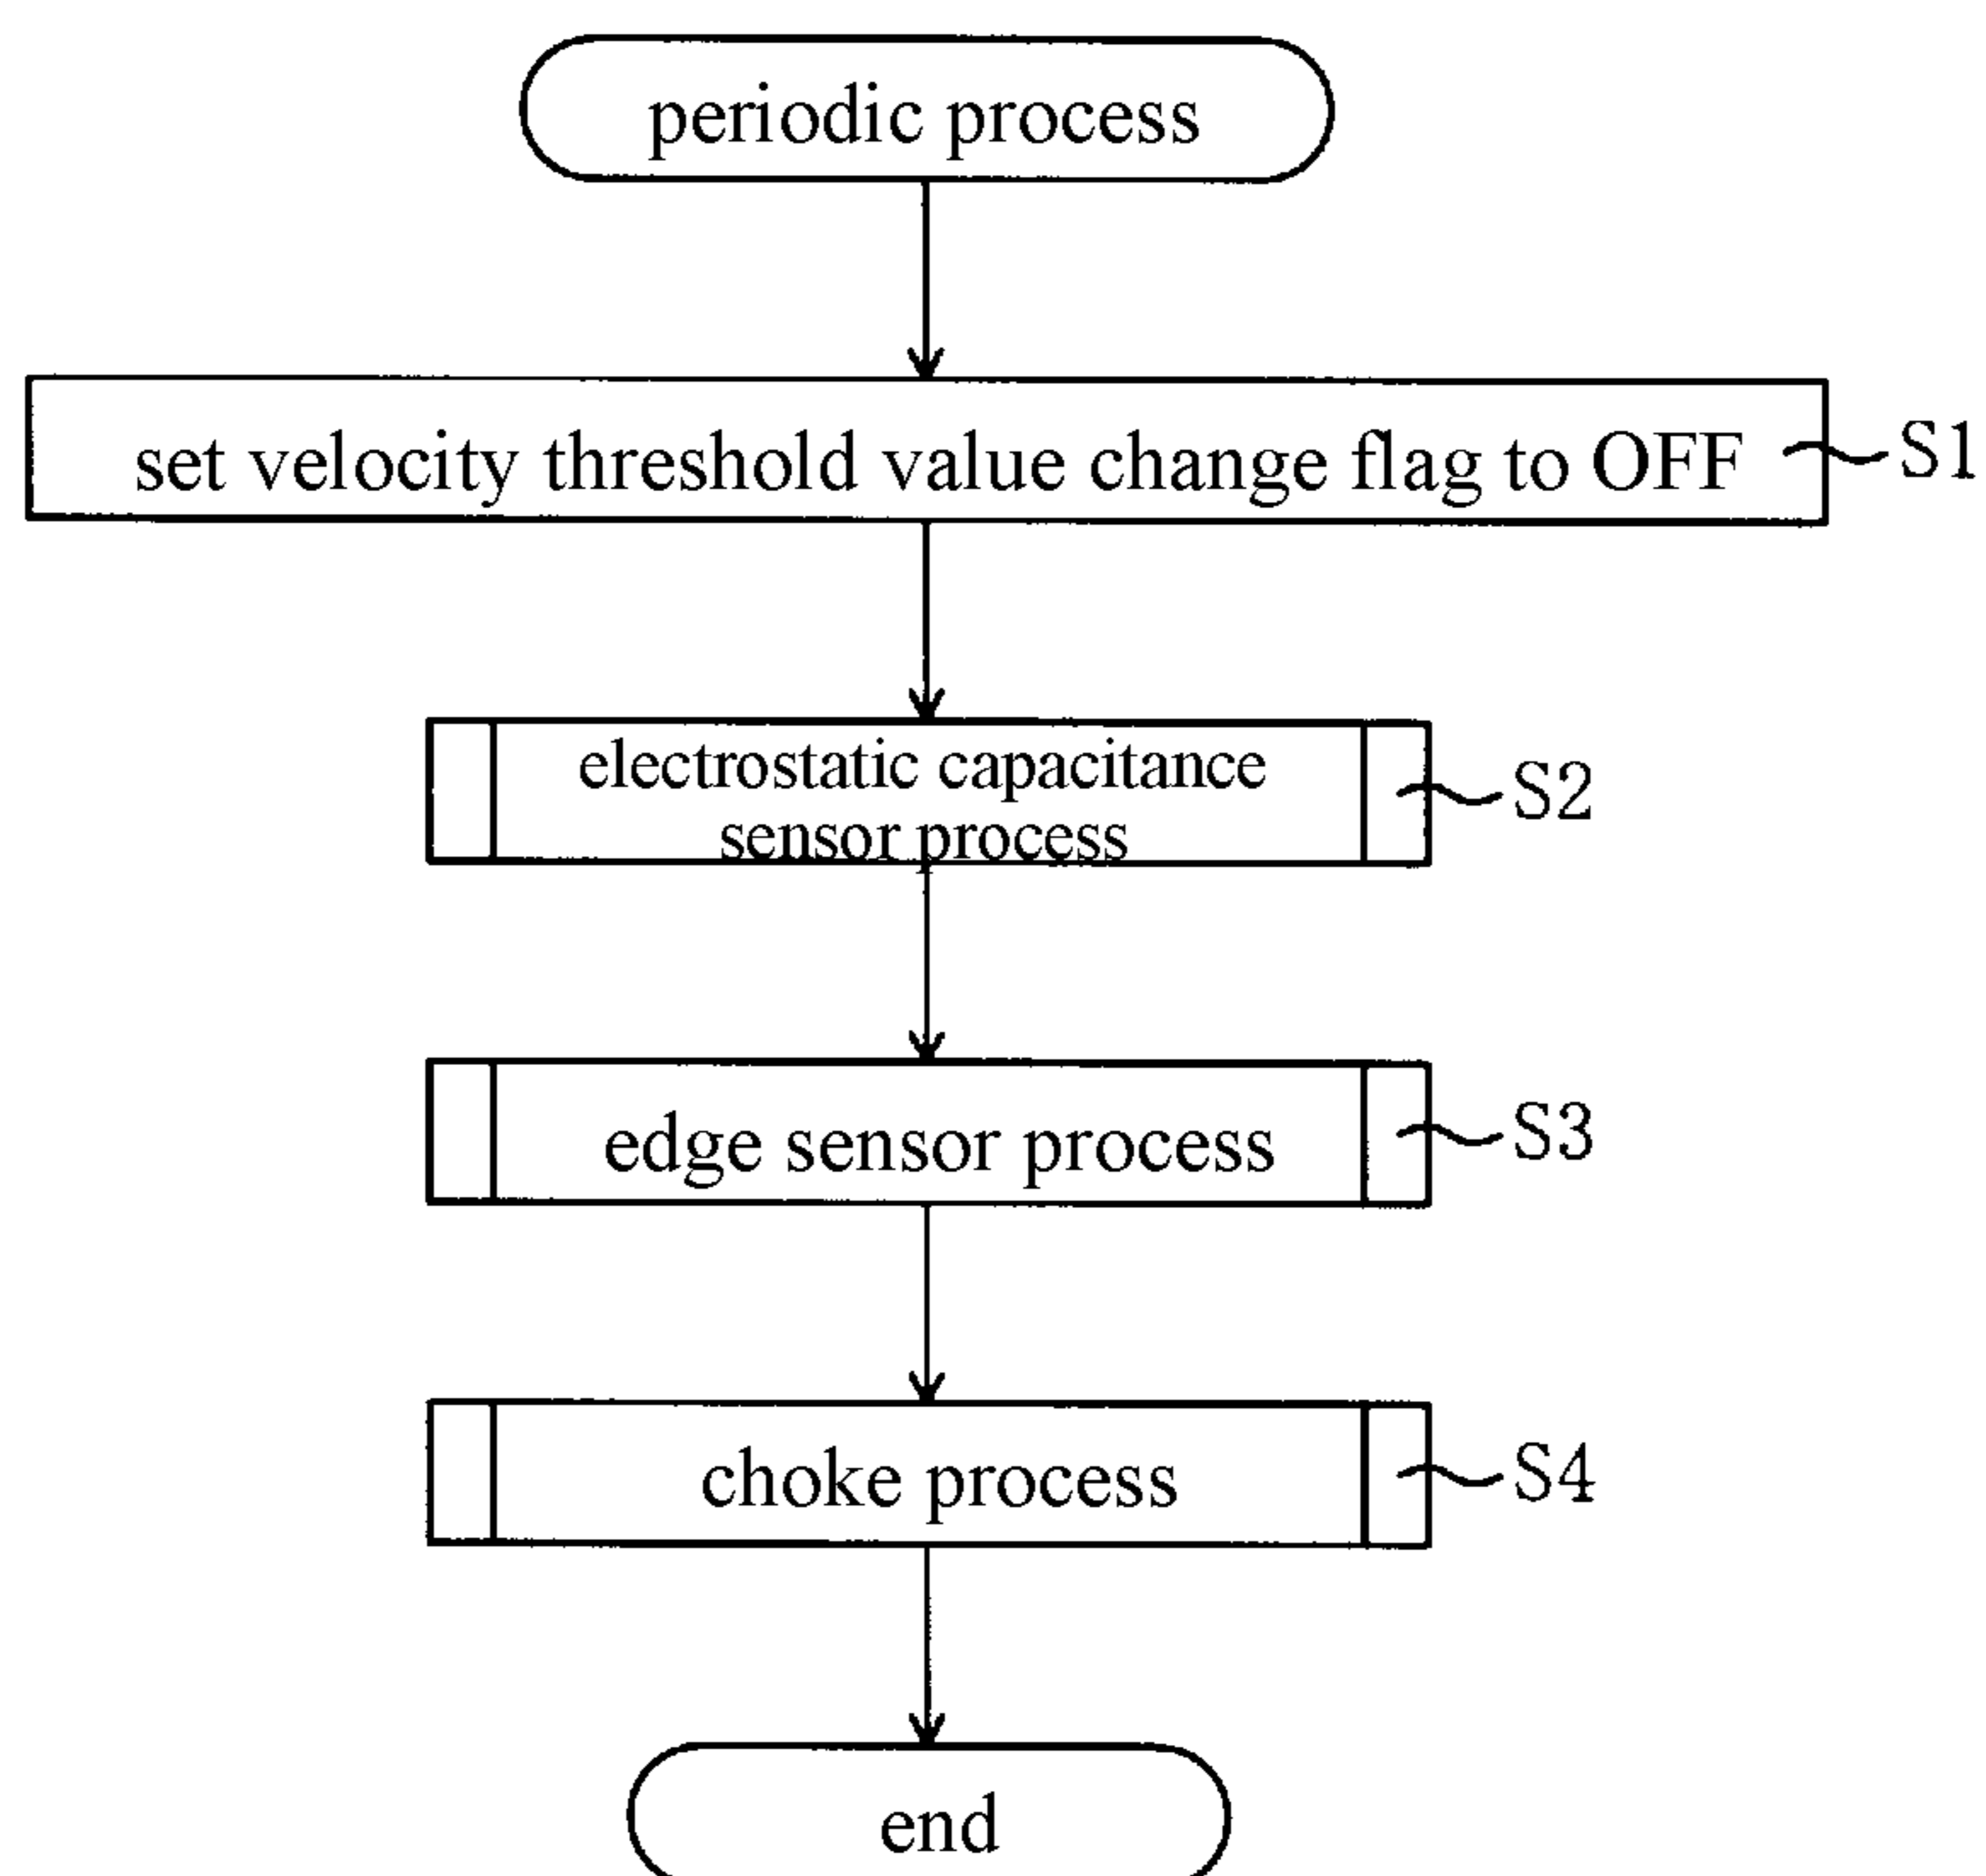 periodic process
set velocity threshold value change flag to OFF
S1
electrostatic capacitance
sensor process
S2
edge sensor process
S3
choke process
S4
end